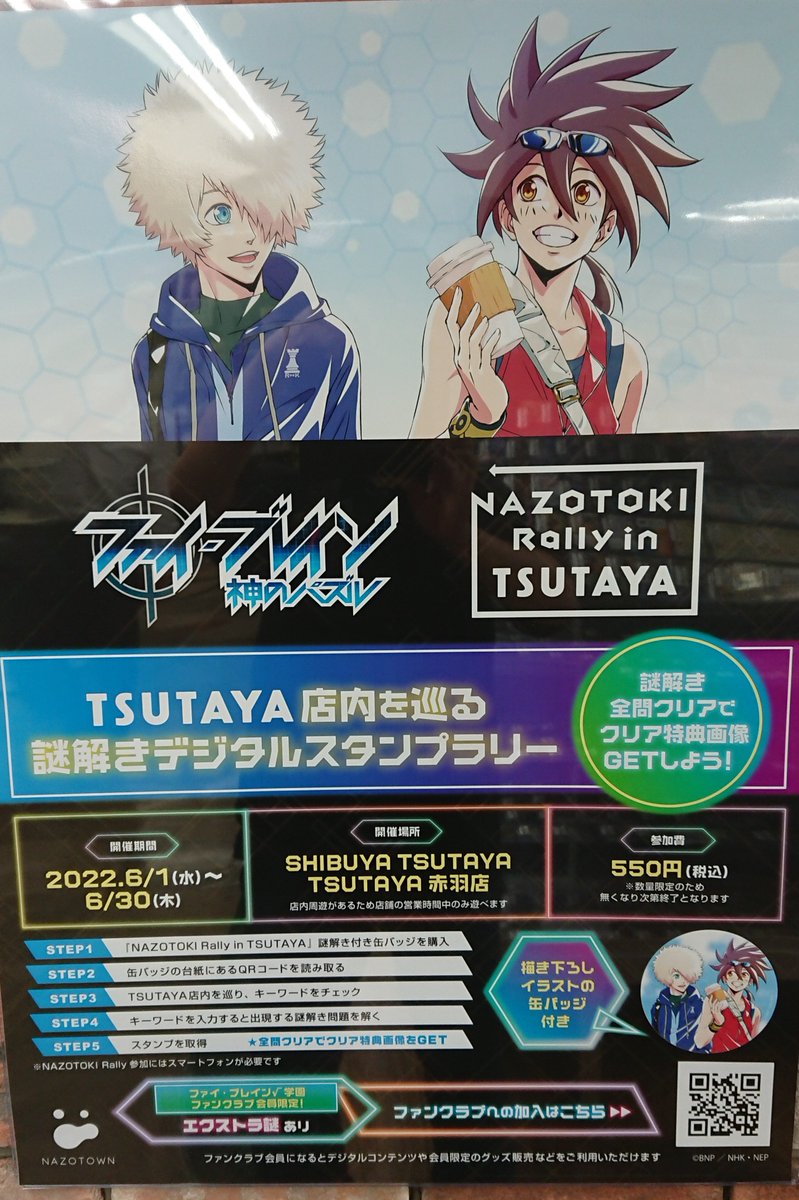 ファイ・ブレイン
神のパズル
NAZOTOKI
Rally in
TSUTAYA
TSUTAYA 店内を巡る
謎解きデジタルスタンプラリー
謎解き
全問クリアで
クリア特典画像
GETしよう!
開催期間
2022.6/1(水)~
6/30(木)
開催場所
SHIBUYA TSUTAYA
TSUTAYA 赤羽店
店内周遊があるため店舗の営業時間中のみ遊べます
参加費
550円(税込)
※数量限定のため
無くなり次第終了となります
STEP1 『NAZOTOKI Rally in TSUTAYA』謎解き付き缶バッジを購入
STEP2 缶バッジの台紙にあるQRコードを読み取る
STEP3 TSUTAYA店内を巡り、キーワードをチェック
STEP4 キーワードを入力すると出現する謎解き問題を解く
STEP5 スタンプを取得 ★全問クリアでクリア特典画像をGET
※NAZOTOKI Rally 参加にはスマートフォンが必要です
描き下ろし
イラストの
缶バッジ
付き
ファイ・ブレイン√学園
ファンクラブ会員限定!
エクストラ謎 あり
ファンクラブへの加入はこちら ▶▶
NAZOTOWN
ファンクラブ会員になるとデジタルコンテンツや会員限定のグッズ販売などをご利用いただけます
©BNP／NHK・NEP